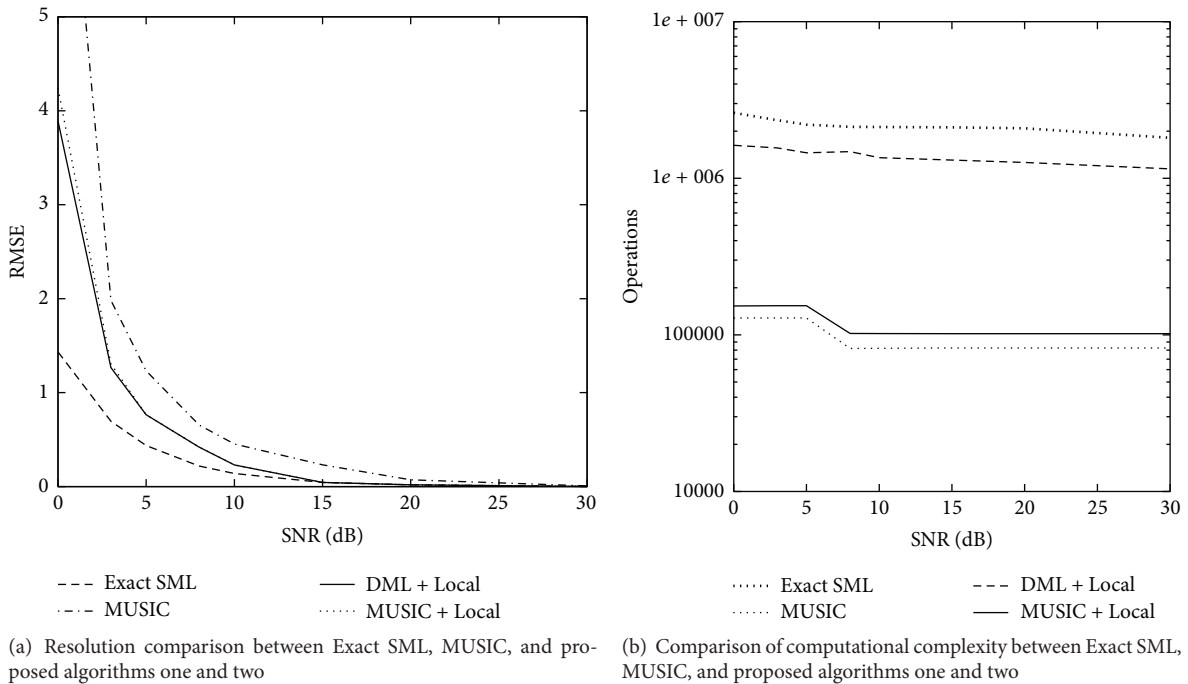 5
4
3
2
1
0
RMSE
0 5 10 15 20 25 30
SNR (dB)
Exact SML
MUSIC
DML + Local
MUSIC + Local
(a) Resolution comparison between Exact SML, MUSIC, and pro-
posed algorithms one and two
1e + 007
1e + 006
100000
10000
Operations
0 5 10 15 20 25 30
SNR (dB)
Exact SML
MUSIC
DML + Local
MUSIC + Local
(b) Comparison of computational complexity between Exact SML,
MUSIC, and proposed algorithms one and two